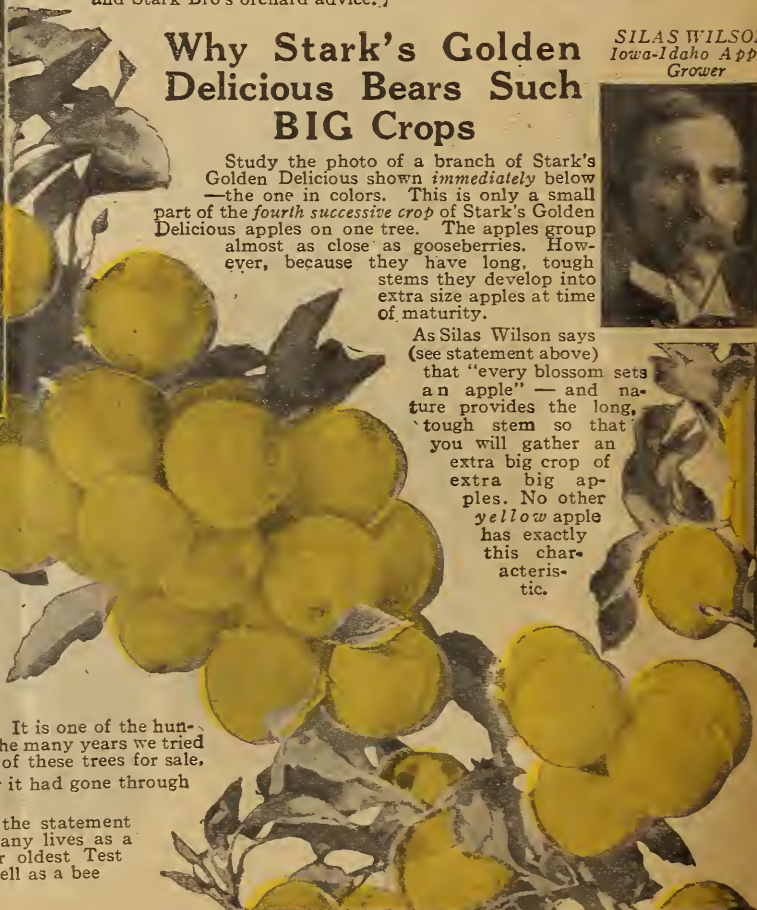 and Stark Bro's orchard advice.]
Why Stark's Golden
Delicious Bears Such
BIG Crops
SILAS WILSO
Iowa-Idaho App
Grower
Study the photo of a branch of Stark's
Golden Delicious shown immediately below
—the one in colors. This is only a small
part of the fourth successive crop of Stark's Golden
Delicious apples on one tree. The apples group
almost as close as gooseberries. How-
ever, because they have long, tough
stems they develop into
extra size apples at time
of maturity.
As Silas Wilson says
(see statement above)
that "every blossom sets
an apple" — and na-
ture provides the long,
tough stem so that
you will gather an
extra big crop of
extra big ap-
ples. No other
yellow apple
has exactly
this char-
acteris-
tic.
It is one of the hun-
he many years we tried
of these trees for sale,
it had gone through
the statement
any lives as a
r oldest Test
ell as a bee